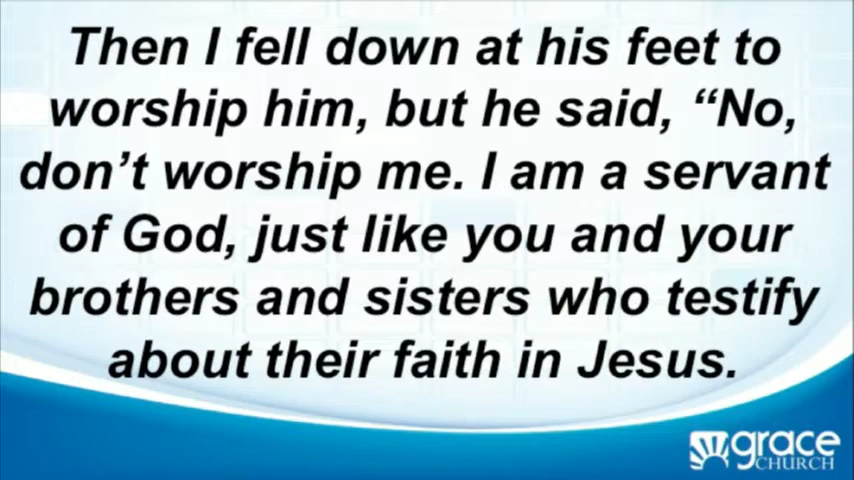 Then I fell down at his feet to
worship him, but he said, “No,
don’t worship me. I am a servant
of God, just like you and your
brothers and sisters who testify
about their faith in Jesus.
grace
CHURCH